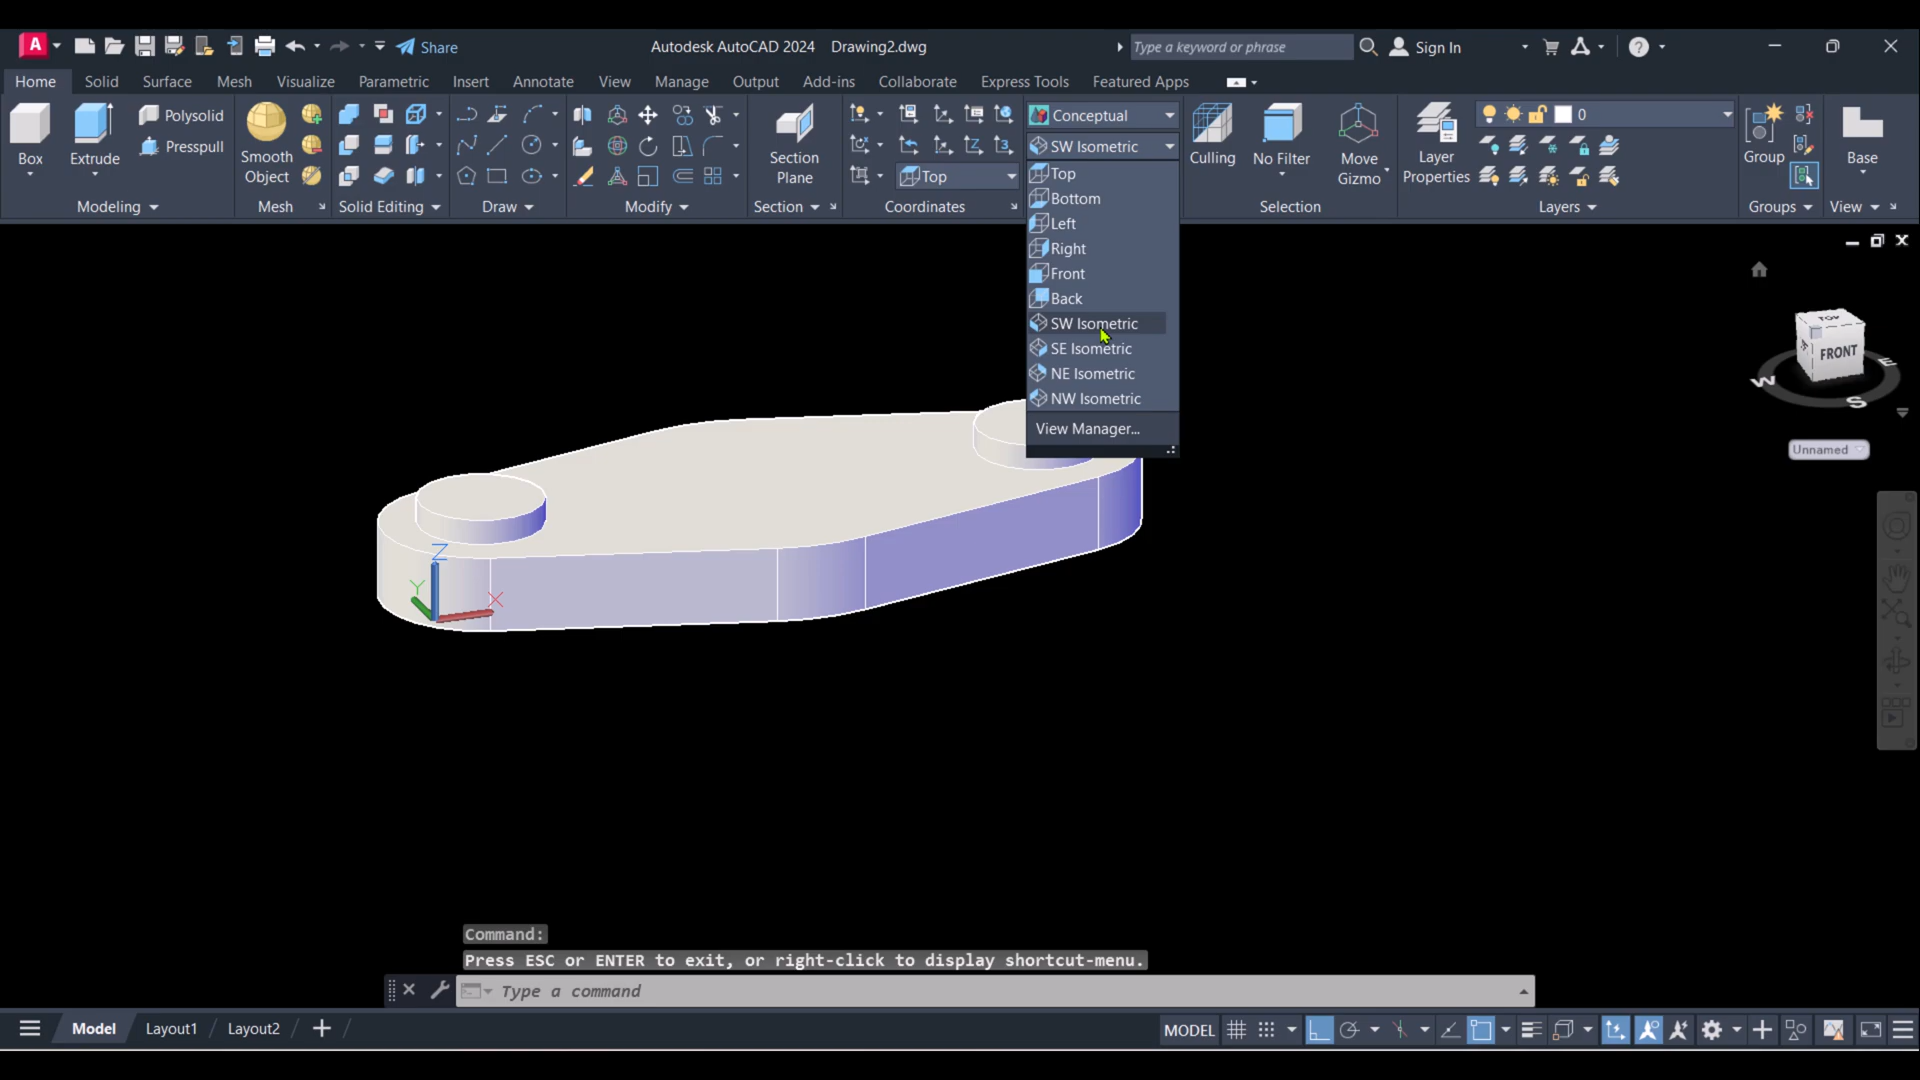 A Share Autodesk AutoCAD 2024 Drawing2.dwg Type a keyword or phrase Sign In ?
Home Solid Surface Mesh Visualize Parametric Insert Annotate View Manage Output Add-ins Collaborate Express Tools Featured Apps
Polysolid
Presspull
Box
Extrude
Smooth
Object
Section
Plane
Top
Conceptual
SW Isometric
Culling
No Filter
Move
Gizmo
Layer
Properties
0
Group
Base
Modeling Mesh Solid Editing Draw Modify Section Coordinates Selection Layers Groups View
Top
Bottom
Left
Right
Front
Back
SW Isometric
SE Isometric
NE Isometric
NW Isometric
View Manager...
TOP
FRONT
W
E
S
Unnamed
Z
Y
X
Command:
Press ESC or ENTER to exit, or right-click to display shortcut-menu.
Type a command
Model Layout1 Layout2 MODEL